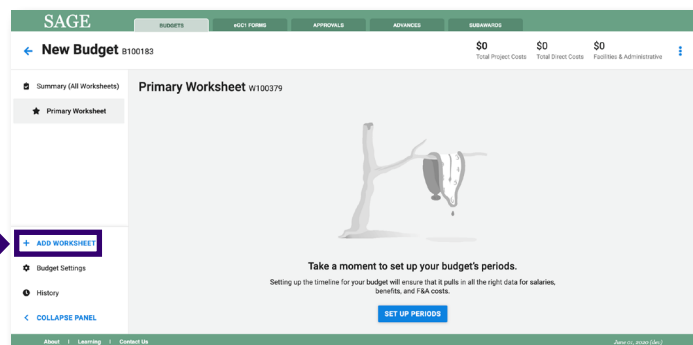 SAGE
BUDGETS
eGC1 FORMS
APPROVALS
ADVANCES
SUBAWARDS
New Budget B100183
$0
Total Project Costs
$0
Total Direct Costs
$0
Facilities & Administrative
Summary (All Worksheets)
Primary Worksheet
Primary Worksheet W100379
Take a moment to set up your budget's periods.
Setting up the timeline for your budget will ensure that it pulls in all the right data for salaries,
benefits, and F&A costs.
SET UP PERIODS
+ ADD WORKSHEET
Budget Settings
History
< COLLAPSE PANEL
About | Learning | Contact Us